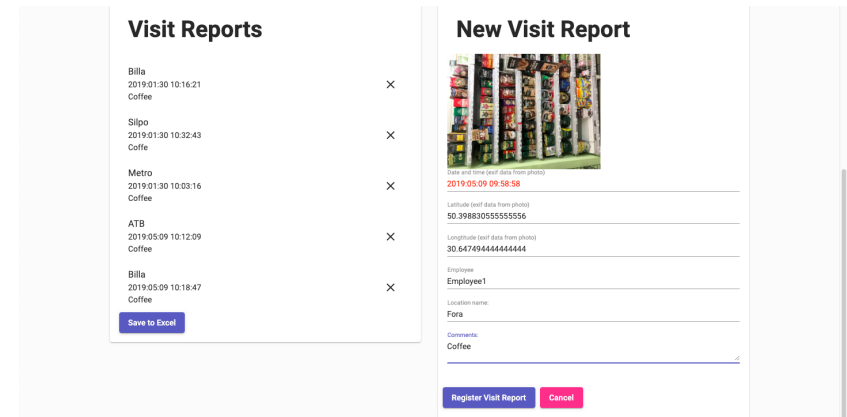 Visit Reports
Billa
2019:01:30 10:16:21
Coffee
Silpo
2019:01:30 10:32:43
Coffe
Metro
2019:01:30 10:03:16
Coffee
ATB
2019:05:09 10:12:09
Coffee
Billa
2019:05:09 10:18:47
Coffee
Save to Excel
New Visit Report
Date and time (exif data from photo)
2019:05:09 09:58:58
Latitude (exif data from photo)
50.398830555555556
Longtitude (exif data from photo)
30.647494444444444
Employee
Employee1
Location name:
Fora
Comments:
Coffee
Register Visit Report
Cancel